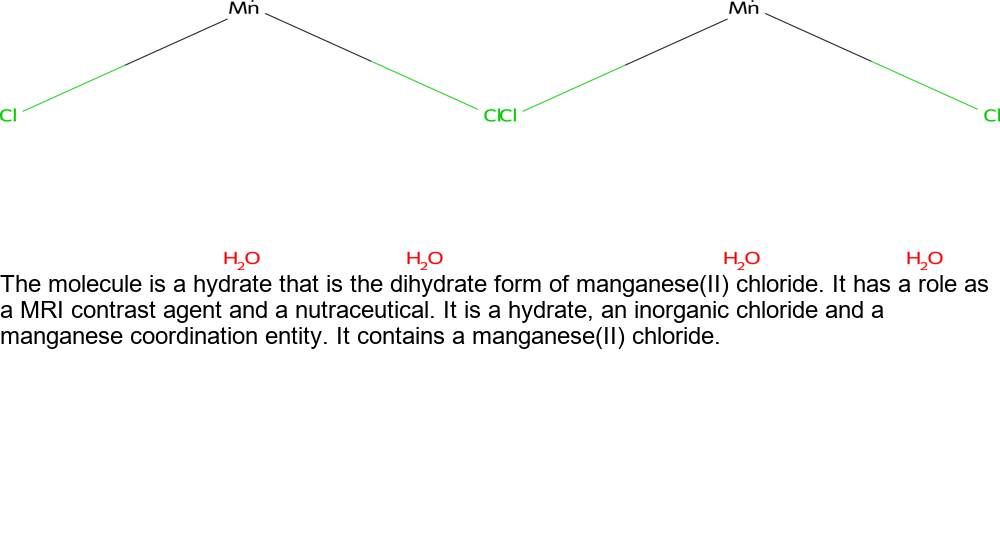 Mn Mn
Cl Cl Cl Cl
H2O H2O H2O H2O
The molecule is a hydrate that is the dihydrate form of manganese(II) chloride. It has a role as
a MRI contrast agent and a nutraceutical. It is a hydrate, an inorganic chloride and a
manganese coordination entity. It contains a manganese(II) chloride.